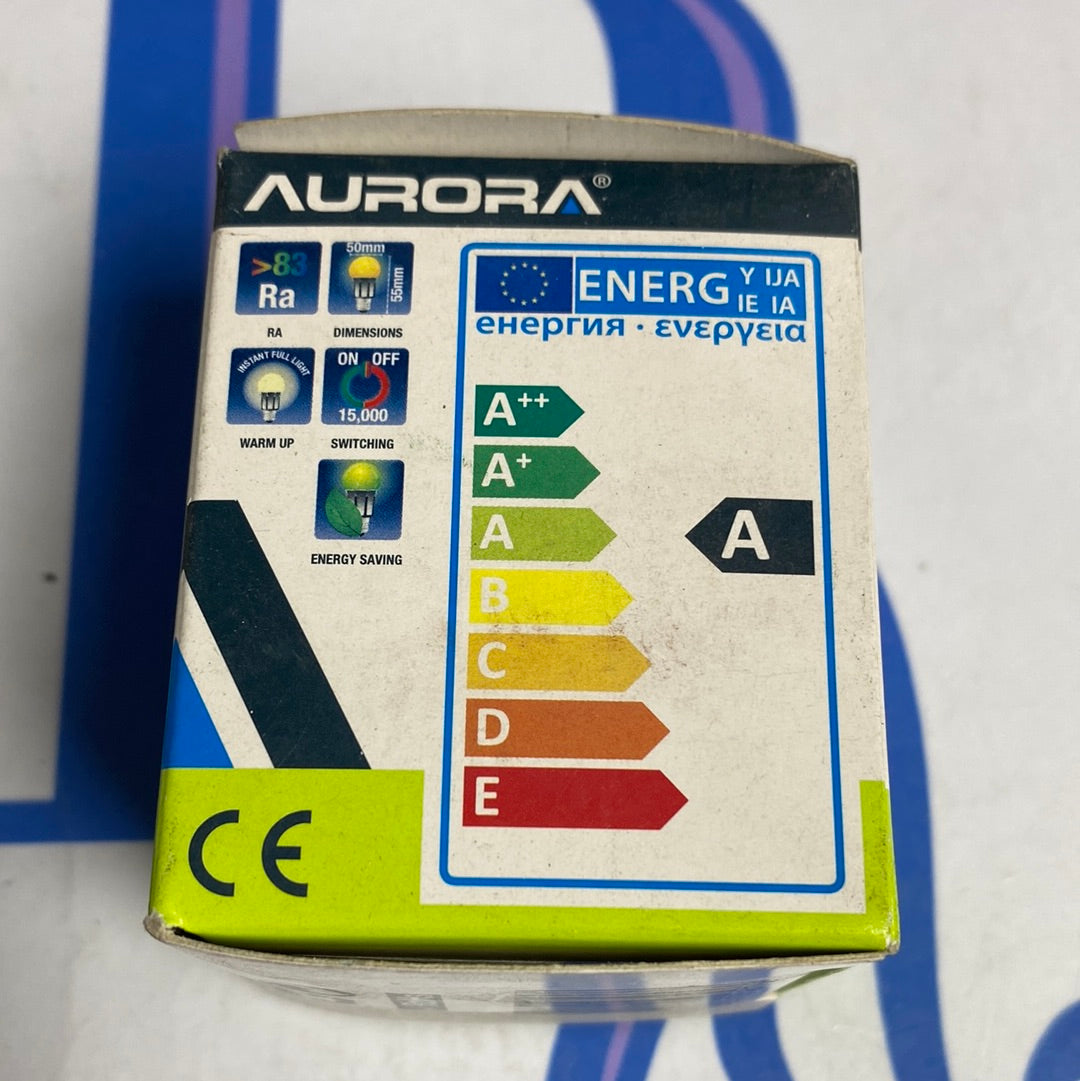 AURORA®
>83
Ra
RA
50mm
55mm
DIMENSIONS
INSTANT FULL LIGHT
WARM UP
ON OFF
15,000
SWITCHING
ENERGY SAVING
CE
ENERG
Y IJA
IE IA
енергия · ενεργεια
A++
A+
A
B
C
D
E
A